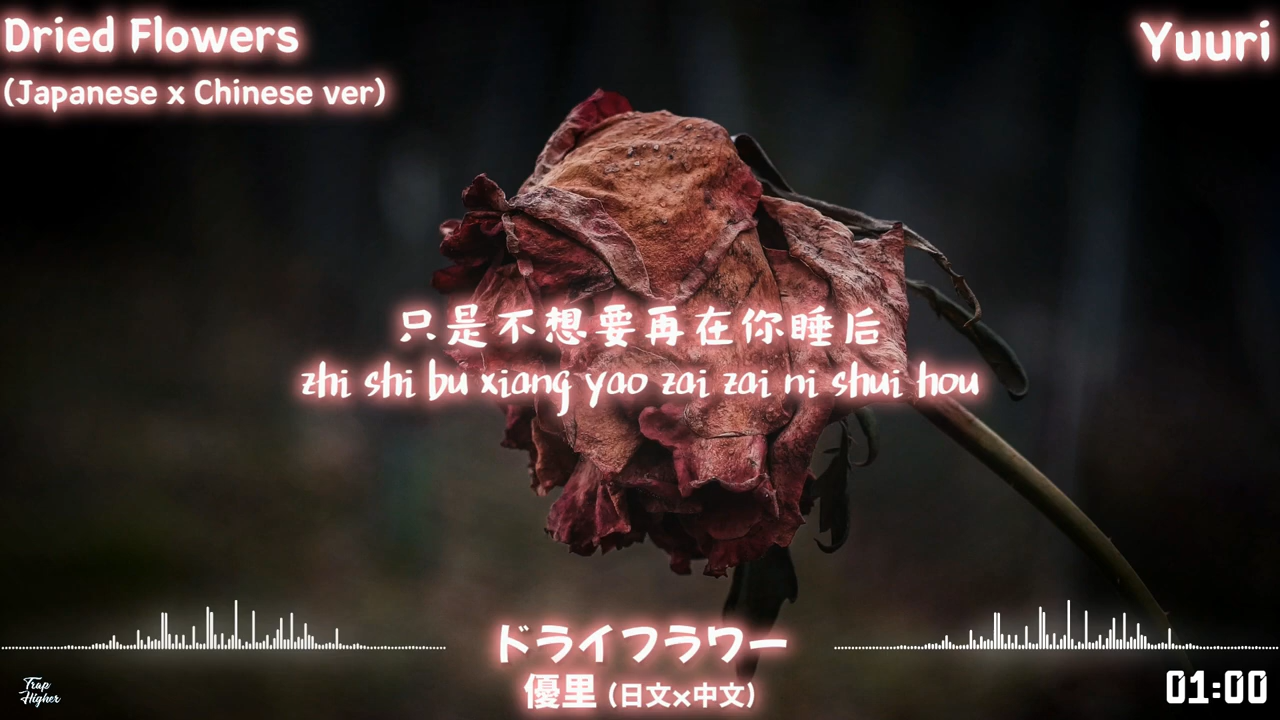 Dried Flowers
(Japanese x Chinese ver)
Yuuri
只是不想要再在你睡后
zhi shi bu xiang yao zai zai ni shui hou
ドライフラワー
優里 (日文x中文)
Trap
Higher
01:00